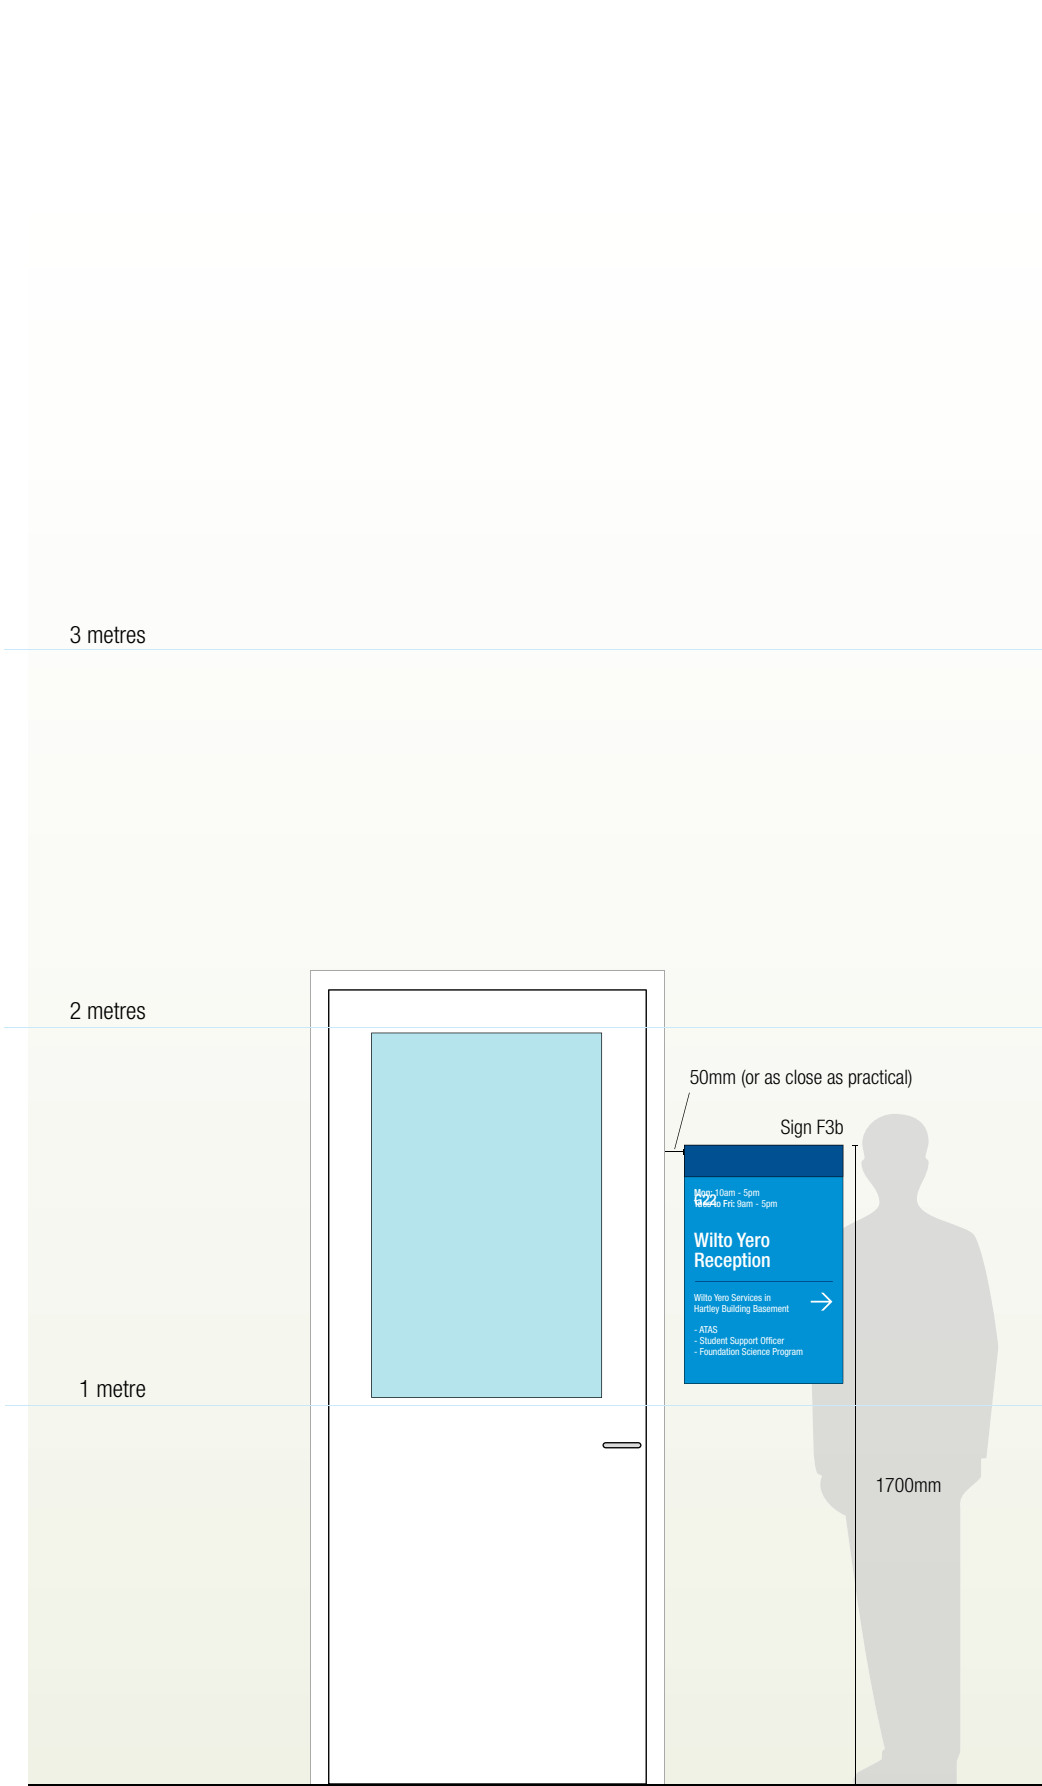 3 metres
2 metres
50mm (or as close as practical)
Sign F3b
Mon: 10am - 5pm
G22
Tues to Fri: 9am - 5pm
Wilto Yero
Reception
Wilto Yero Services in
Hartley Building Basement
- ATAS
- Student Support Officer
- Foundation Science Program
1 metre
1700mm